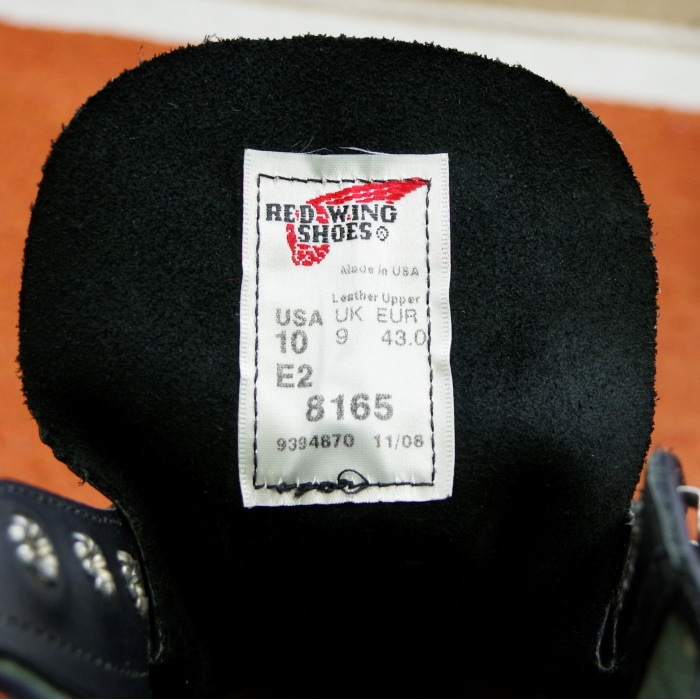 RED WING
SHOES®
Made in USA
Leather Upper
USA UK EUR
10 9 43.0
E2
8165
9394870 11/08